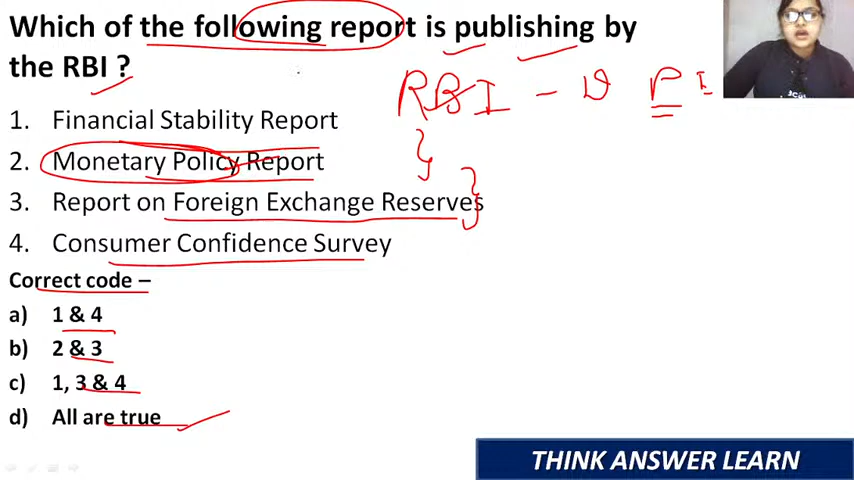 Which of the following report is publishing by
the RBI ?
RBI - P
1. Financial Stability Report
2. Monetary Policy Report
3. Report on Foreign Exchange Reserves
4. Consumer Confidence Survey
Correct code –
a) 1 & 4
b) 2 & 3
c) 1, 3 & 4
d) All are true
THINK ANSWER LEARN